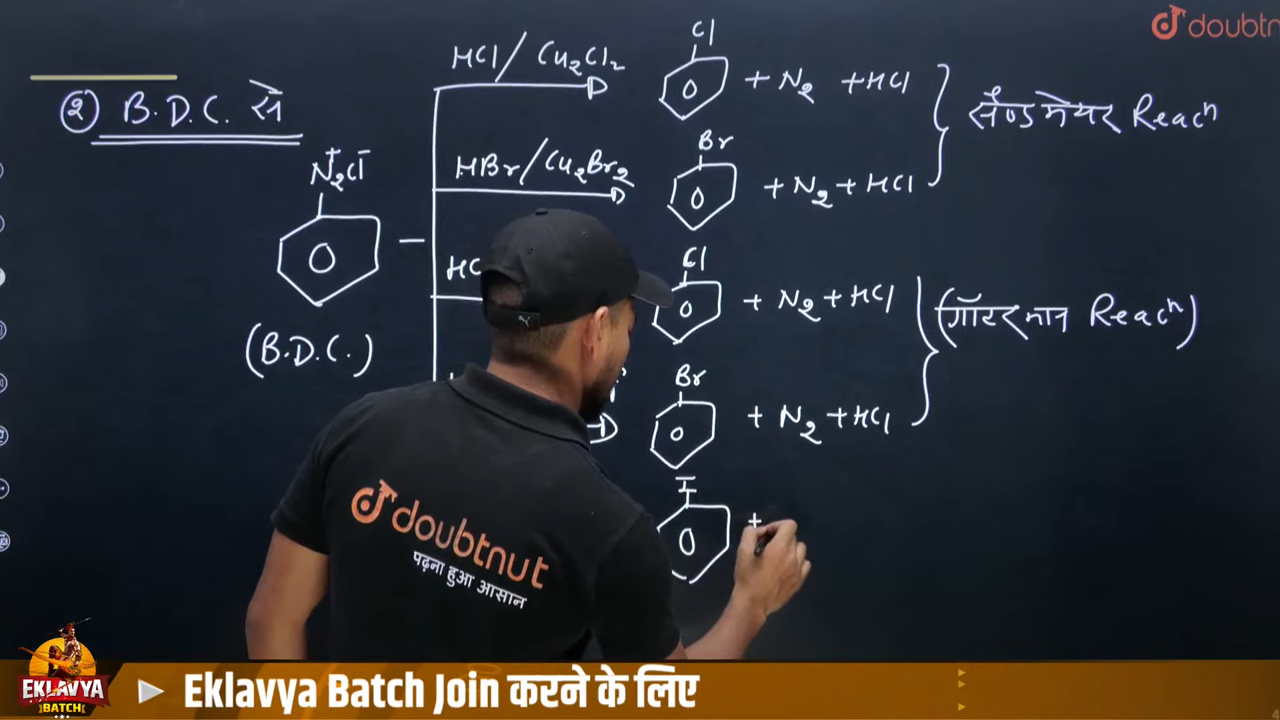 doubtn
② B.D.C. से
N₂⁺Cl⁻
(B.D.C.)
HCl / Cu₂Cl₂
Cl
+ N₂ + HCl
HBr / Cu₂Br₂
Br
+ N₂ + HCl
सैण्डमेयर Reacⁿ
HC
Cl
+ N₂ + HCl
Br
+ N₂ + HCl
(गॉटरमान Reacⁿ)
I
+
doubtnut
पढ़ना हुआ आसान
EKLAVYA
BATCH
Eklavya Batch Join करने के लिए